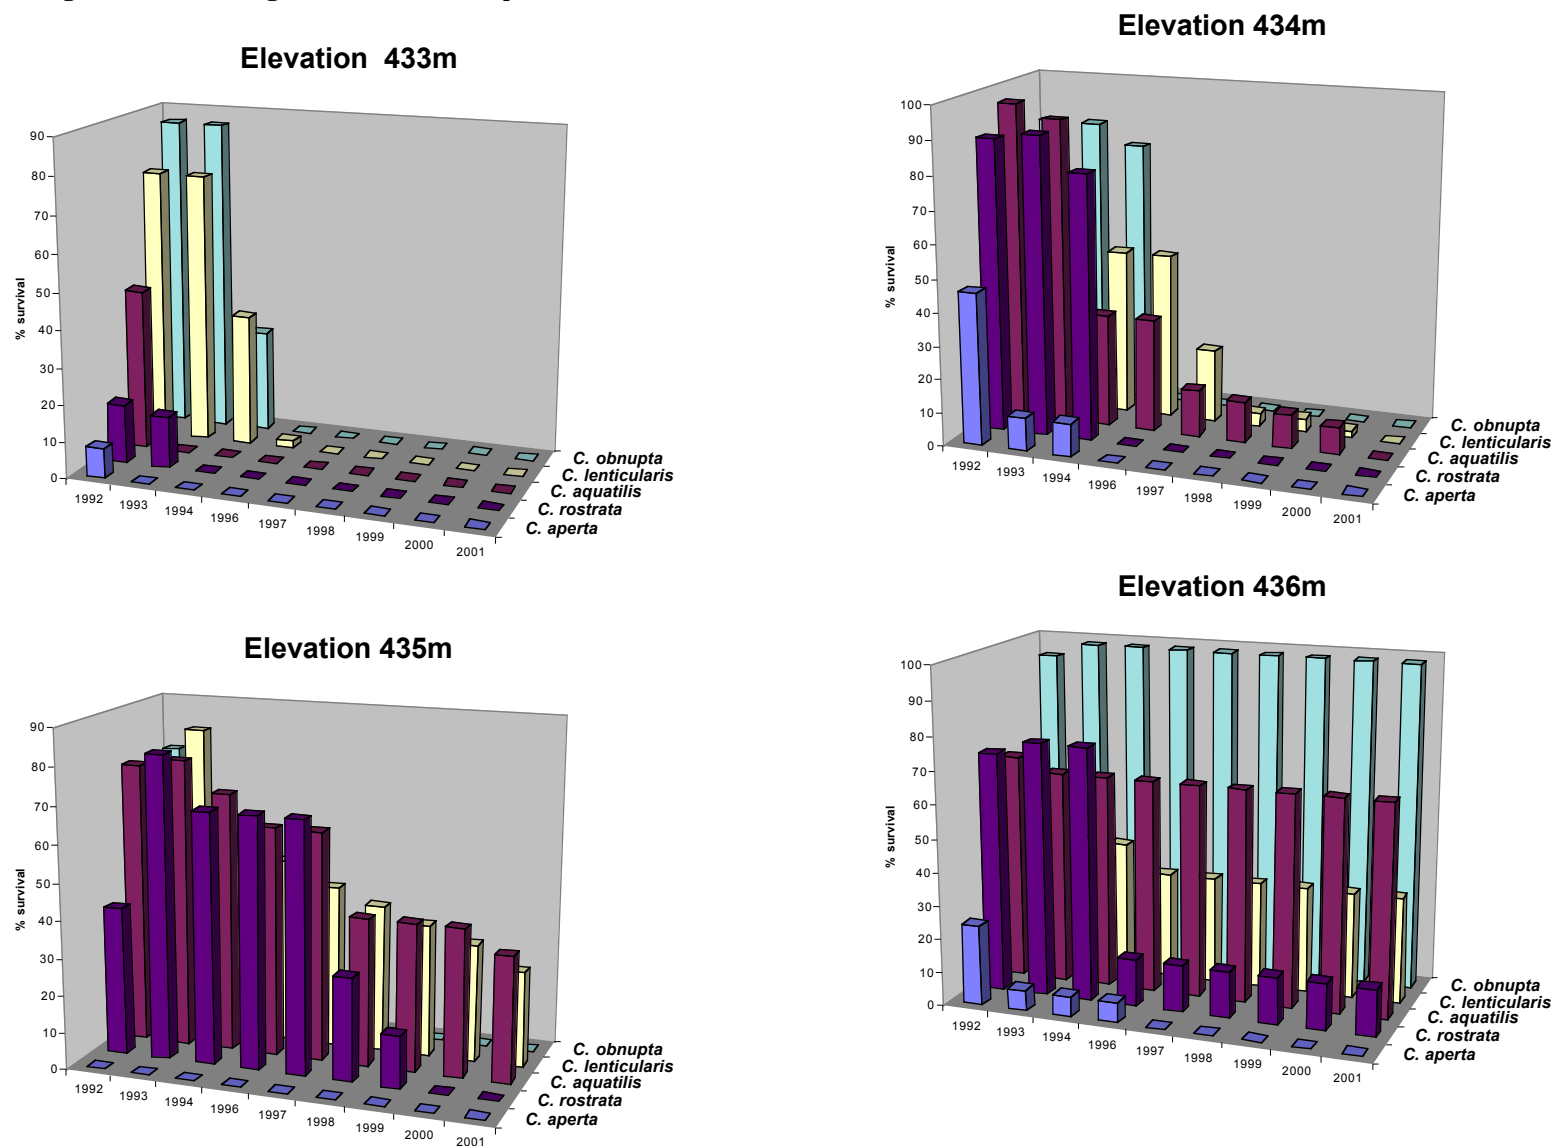 Elevation 433m
90
80
70
60
50
40
30
20
10
0
% survival
1992
1993
1994
1996
1997
1998
1999
2000
2001
C. obnupta
C. lenticularis
C. aquatilis
C. rostrata
C. aperta
Elevation 434m
100
90
80
70
60
50
40
30
20
10
0
% survival
1992
1993
1994
1996
1997
1998
1999
2000
2001
C. obnupta
C. lenticularis
C. aquatilis
C. rostrata
C. aperta
Elevation 435m
90
80
70
60
50
40
30
20
10
0
% survival
1992
1993
1994
1996
1997
1998
1999
2000
2001
C. obnupta
C. lenticularis
C. aquatilis
C. rostrata
C. aperta
Elevation 436m
100
90
80
70
60
50
40
30
20
10
0
% survival
1992
1993
1994
1996
1997
1998
1999
2000
2001
C. obnupta
C. lenticularis
C. aquatilis
C. rostrata
C. aperta